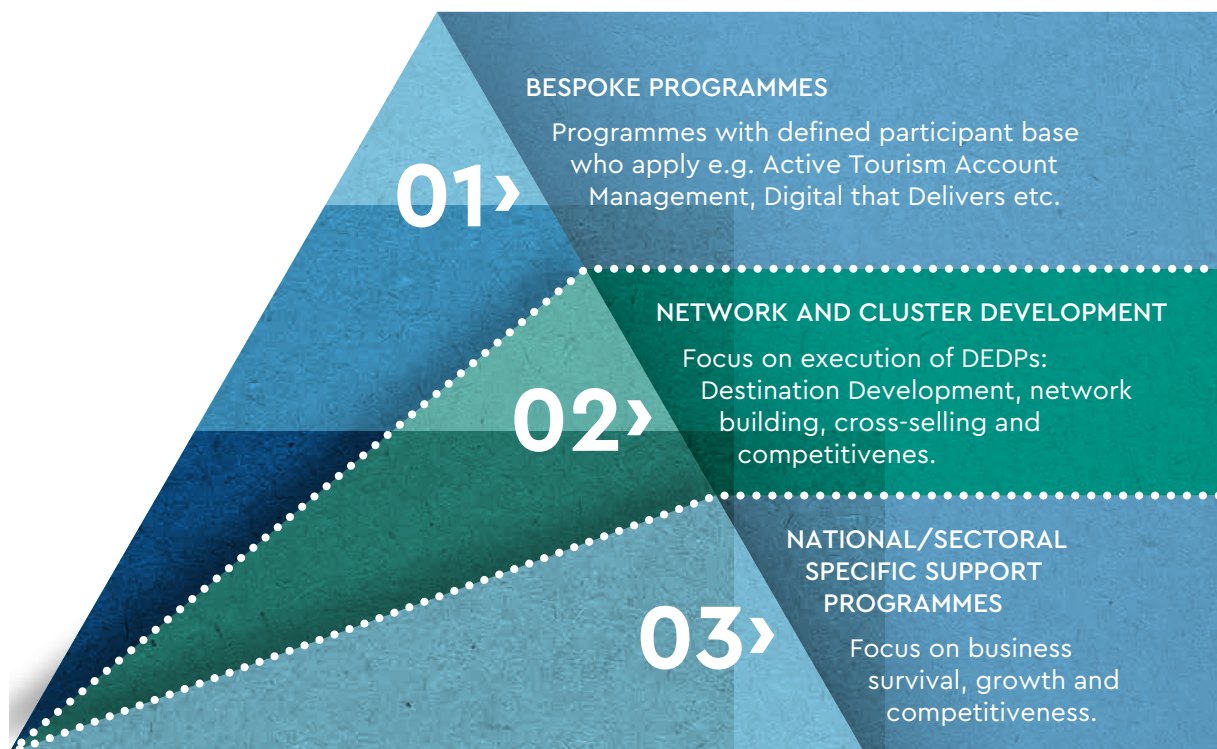 01›
BESPOKE PROGRAMMES
Programmes with defined participant base
who apply e.g. Active Tourism Account
Management, Digital that Delivers etc.
02›
NETWORK AND CLUSTER DEVELOPMENT
Focus on execution of DEDPs:
Destination Development, network
building, cross-selling and
competitivenes.
03›
NATIONAL/SECTORAL
SPECIFIC SUPPORT
PROGRAMMES
Focus on business
survival, growth and
competitiveness.